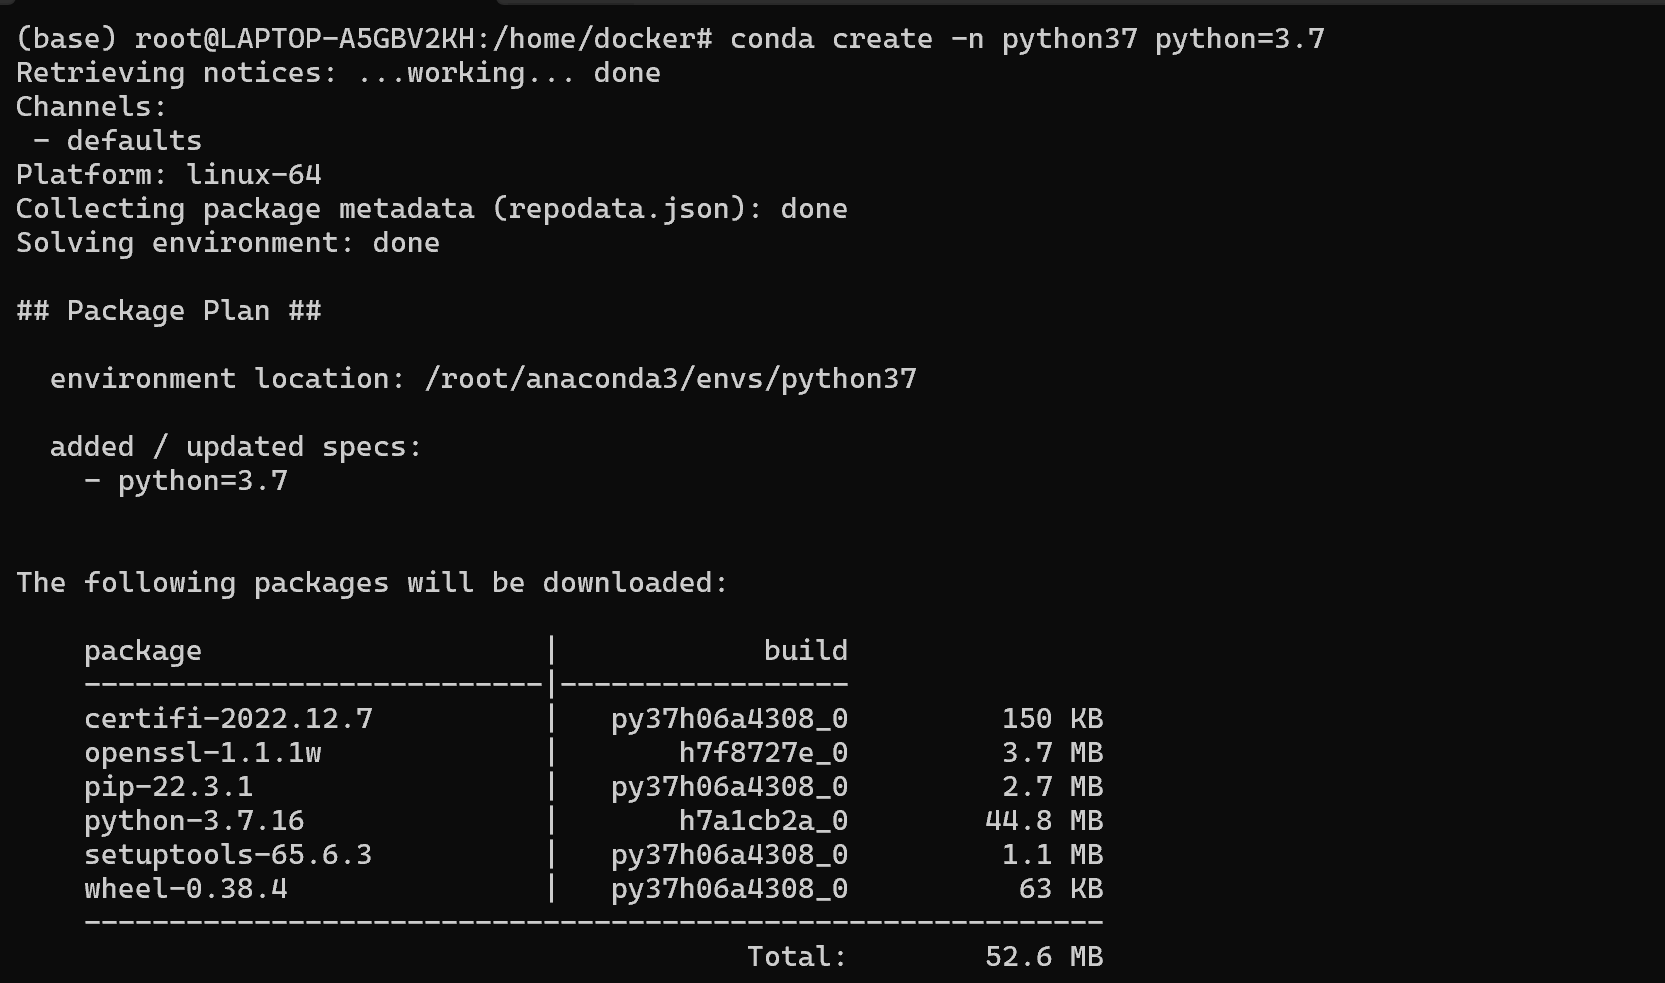 (base) root@LAPTOP-A5GBV2KH:/home/docker# conda create -n python37 python=3.7
Retrieving notices: ...working... done
Channels:
 - defaults
Platform: linux-64
Collecting package metadata (repodata.json): done
Solving environment: done

## Package Plan ##

  environment location: /root/anaconda3/envs/python37

  added / updated specs:
    - python=3.7


The following packages will be downloaded:

    package                    |            build
    ---------------------------|-----------------
    certifi-2022.12.7          |   py37h06a4308_0         150 KB
    openssl-1.1.1w             |       h7f8727e_0         3.7 MB
    pip-22.3.1                 |   py37h06a4308_0         2.7 MB
    python-3.7.16              |       h7a1cb2a_0        44.8 MB
    setuptools-65.6.3          |   py37h06a4308_0         1.1 MB
    wheel-0.38.4               |   py37h06a4308_0          63 KB
    ------------------------------------------------------------
                                           Total:        52.6 MB